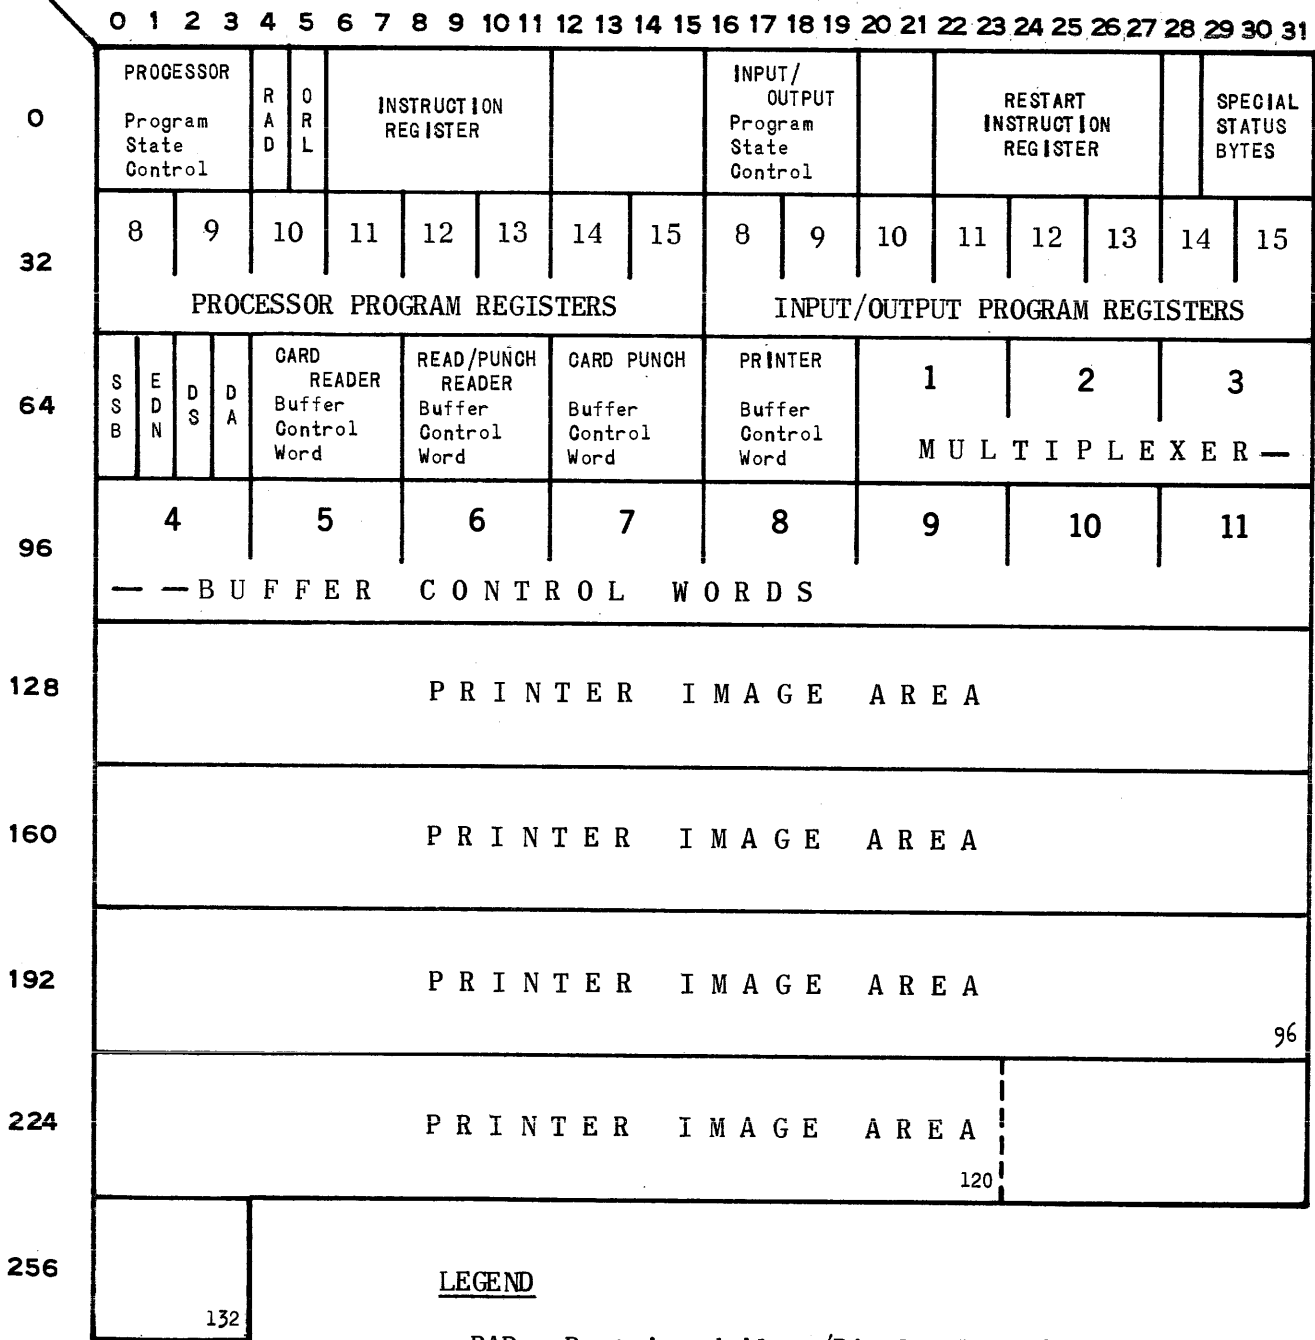 0 1 2 3 4 5 6 7 8 9 10 11 12 13 14 15 16 17 18 19 20 21 22 23 24 25 26 27 28 29 30 31
0
PROCESSOR
Program
State
Control
R
A
D
O
R
L
INSTRUCTION
REGISTER
INPUT/
OUTPUT
Program
State
Control
RESTART
INSTRUCTION
REGISTER
SPECIAL
STATUS
BYTES
32
8 9 10 11 12 13 14 15 8 9 10 11 12 13 14 15
PROCESSOR PROGRAM REGISTERS INPUT/OUTPUT PROGRAM REGISTERS
64
S
S
B
E
D
N
D
S
D
A
CARD
READER
Buffer
Control
Word
READ/PUNCH
READER
Buffer
Control
Word
CARD PUNCH
Buffer
Control
Word
PRINTER
Buffer
Control
Word
1 2 3
MULTIPLEXER—
96
4 5 6 7 8 9 10 11
— —BUFFER CONTROL WORDS
128
PRINTER IMAGE AREA
160
PRINTER IMAGE AREA
192
PRINTER IMAGE AREA
96
224
PRINTER IMAGE AREA
120
256
132
LEGEND